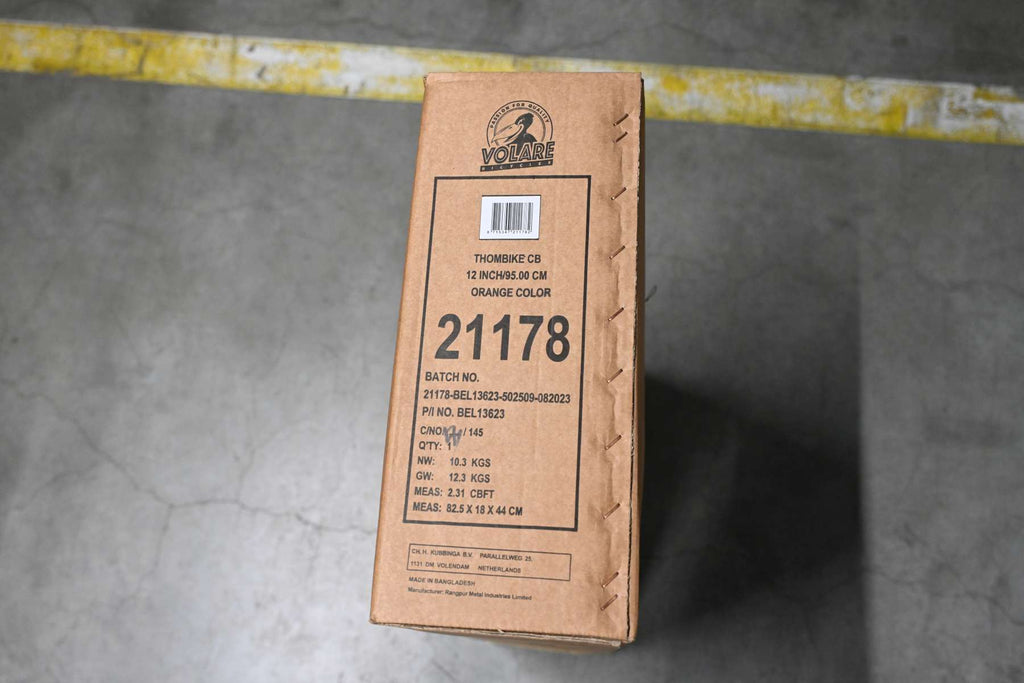 PASSION FOR QUALITY
VOLARE
BICYCLES
THOMBIKE CB
12 INCH/95.00 CM
ORANGE COLOR
21178
BATCH NO.
21178-BEL13623-502509-082023
P/I NO. BEL13623
C/NO / 145
Q'TY: 1
NW: 10.3 KGS
GW: 12.3 KGS
MEAS: 2.31 CBFT
MEAS: 82.5 X 18 X 44 CM
CH. H. KUBBINGA B.V. PARALLELWEG 25,
1131 DM VOLENDAM NETHERLANDS
MADE IN BANGLADESH
Manufacturer: Rangpur Metal Industries Limited